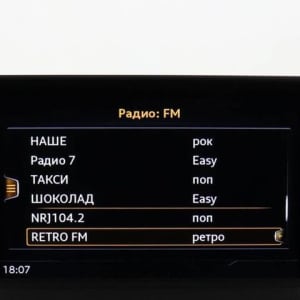 Радио: FM
НАШЕ рок
Радио 7 Easy
ТАКСИ поп
ШОКОЛАД Easy
NRJ104.2 поп
RETRO FM ретро
18:07